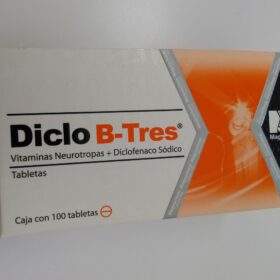 Diclo B-Tres®
Vitaminas Neurotropas + Diclofenaco Sódico
Tabletas
Caja con 100 tabletas